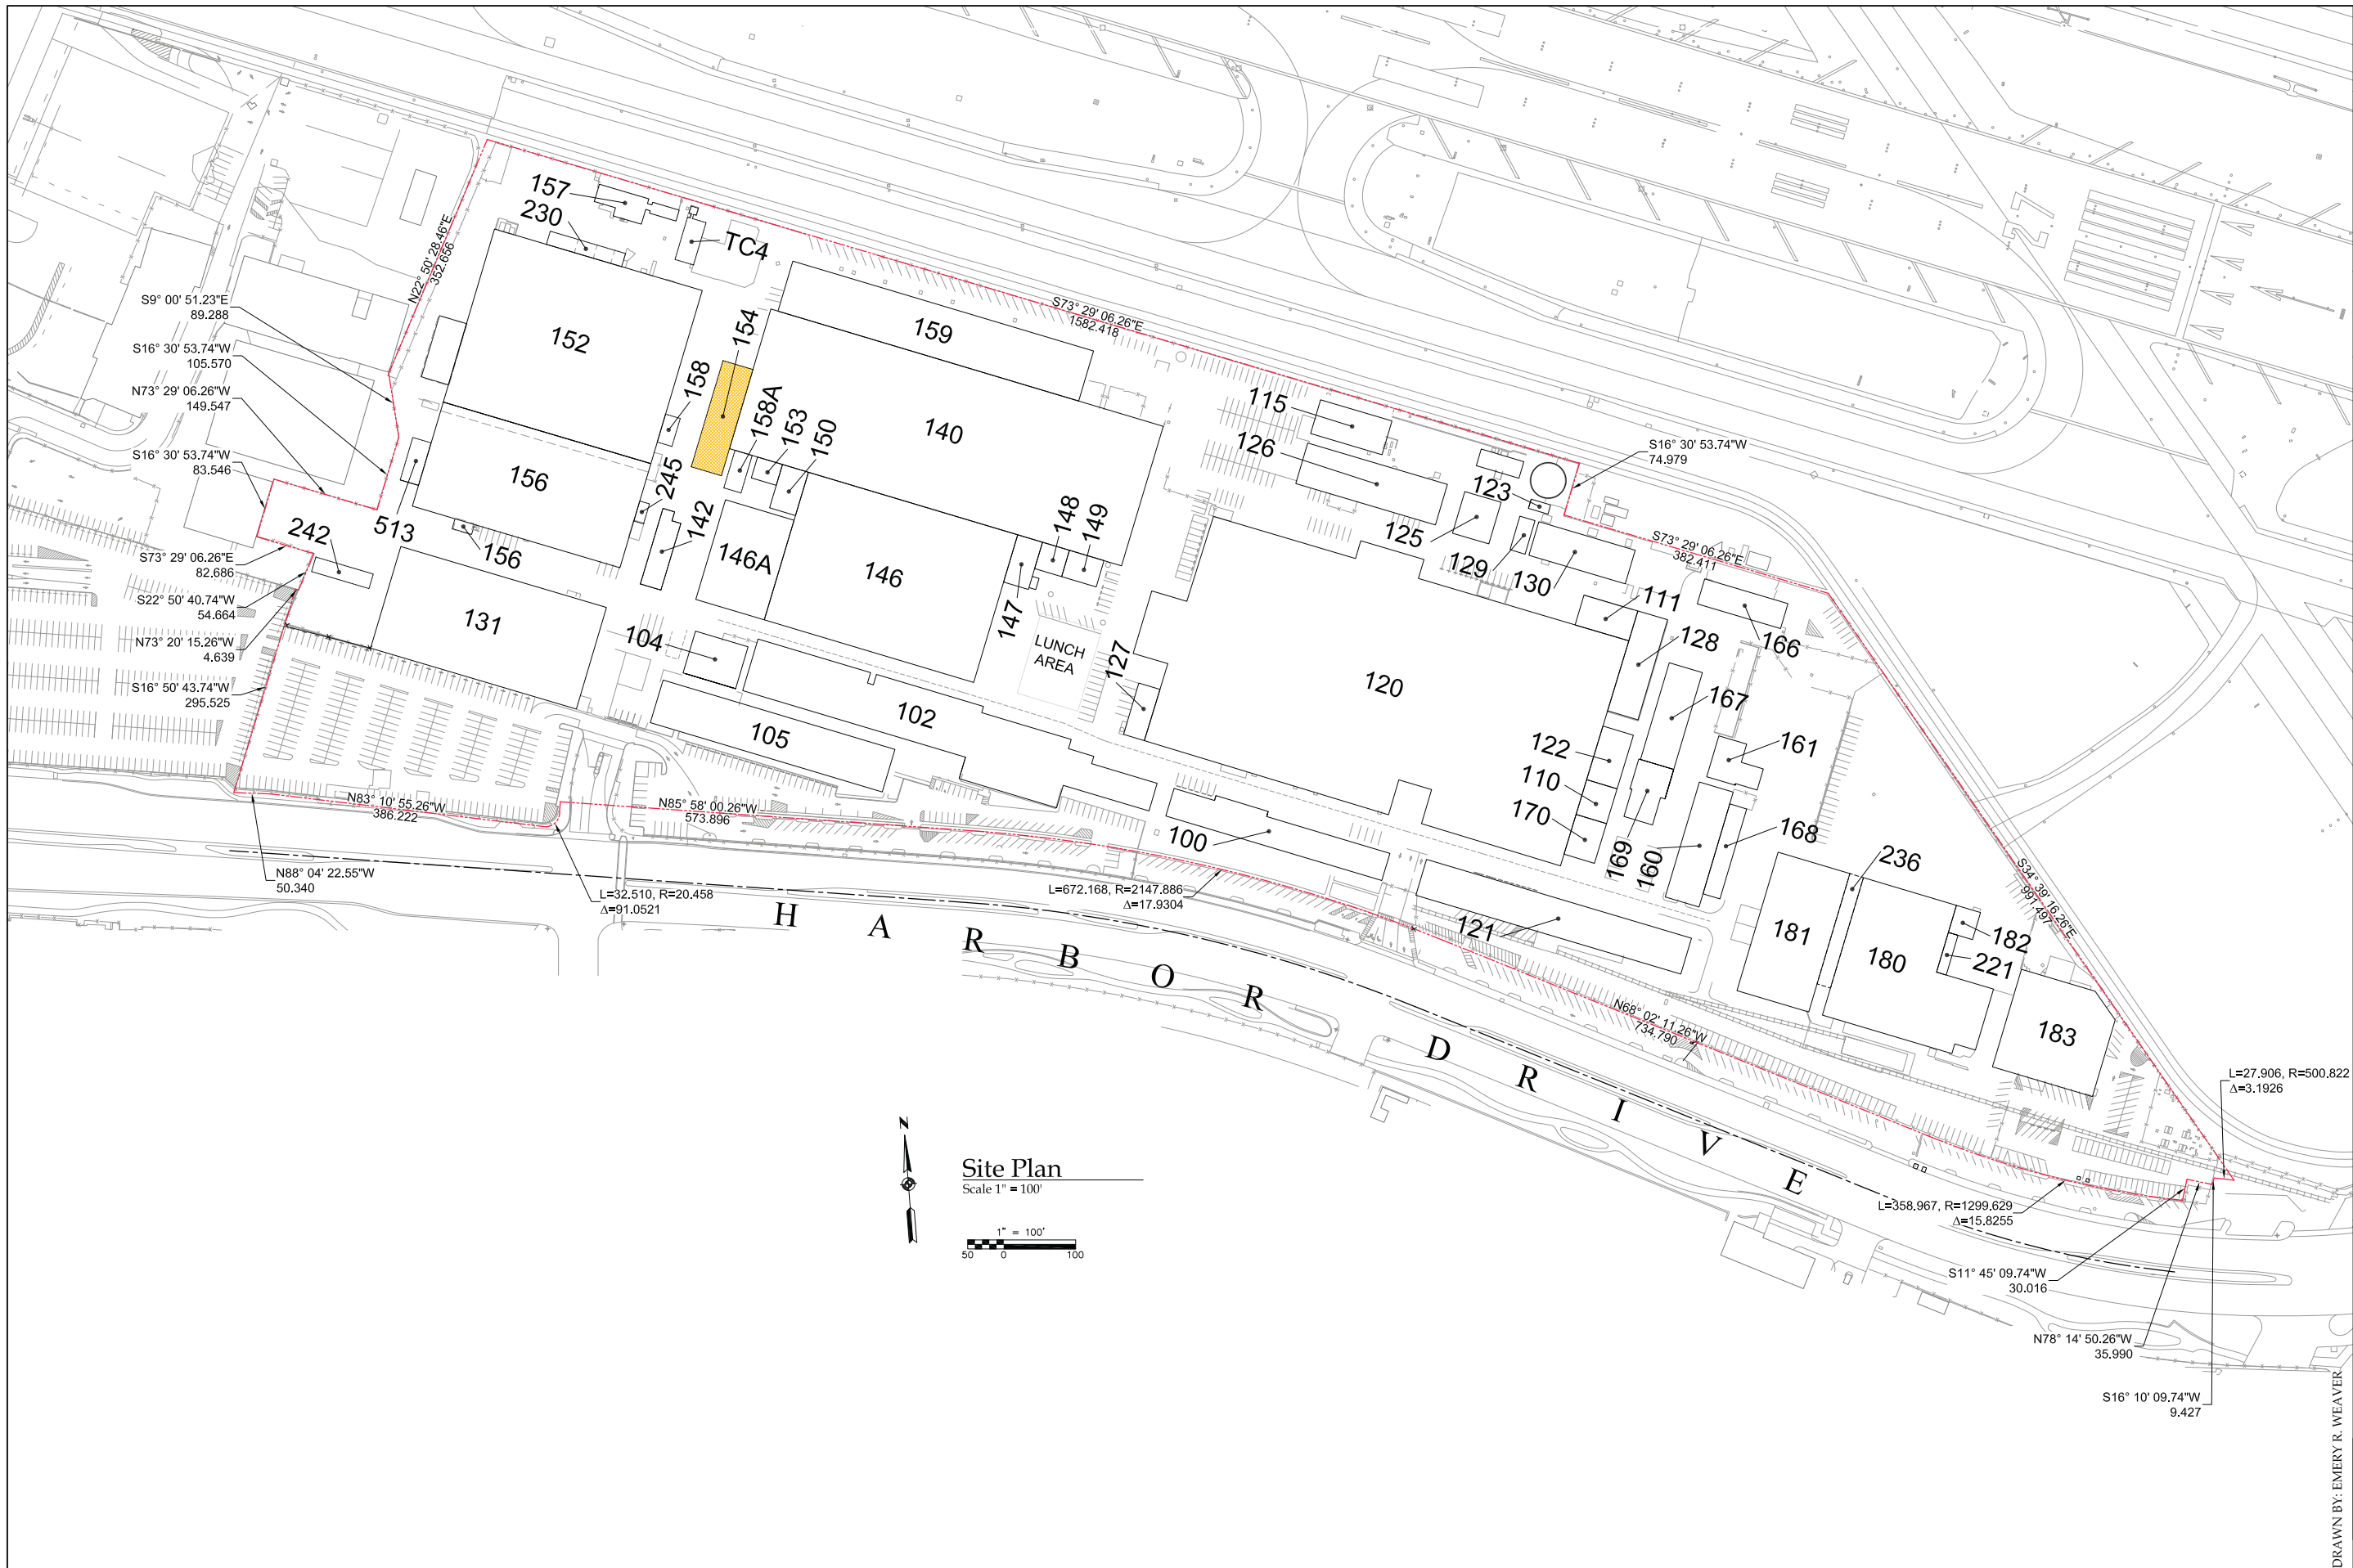 157
230
TC4
N22° 50' 28.46"E
352.656
S9° 00' 51.23"E
89.288
S73° 29' 06.26"E
1582.418
152
154
159
S16° 30' 53.74"W
105.570
N73° 29' 06.26"W
149.547
158
158A
153
150
140
115
126
S16° 30' 53.74"W
74.979
S16° 30' 53.74"W
83.546
156
245
142
123
125
148
149
242
513
156
146A
146
129
130
S73° 29' 06.26"E
382.411
S73° 29' 06.26"E
82.686
S22° 50' 40.74"W
54.664
N73° 20' 15.26"W
4.639
131
104
147
LUNCH
AREA
127
111
128
166
S16° 50' 43.74"W
295.525
105
102
120
167
161
122
110
170
N83° 10' 55.26"W
386.222
N85° 58' 00.26"W
573.896
100
169
160
168
236
N88° 04' 22.55"W
50.340
L=32.510, R=20.458
Δ=91.0521
L=672.168, R=2147.886
Δ=17.9304
S34° 39' 16.26"E
991.497
121
181
180
182
221
183
HARBOR DRIVE
N68° 02' 11.26"W
734.790
L=27.906, R=500.822
Δ=3.1926
N
Site Plan
Scale 1" = 100'
1" = 100'
50 0 100
L=358.967, R=1299.629
Δ=15.8255
S11° 45' 09.74"W
30.016
N78° 14' 50.26"W
35.990
S16° 10' 09.74"W
9.427
DRAWN BY: EMERY R. WEAVER